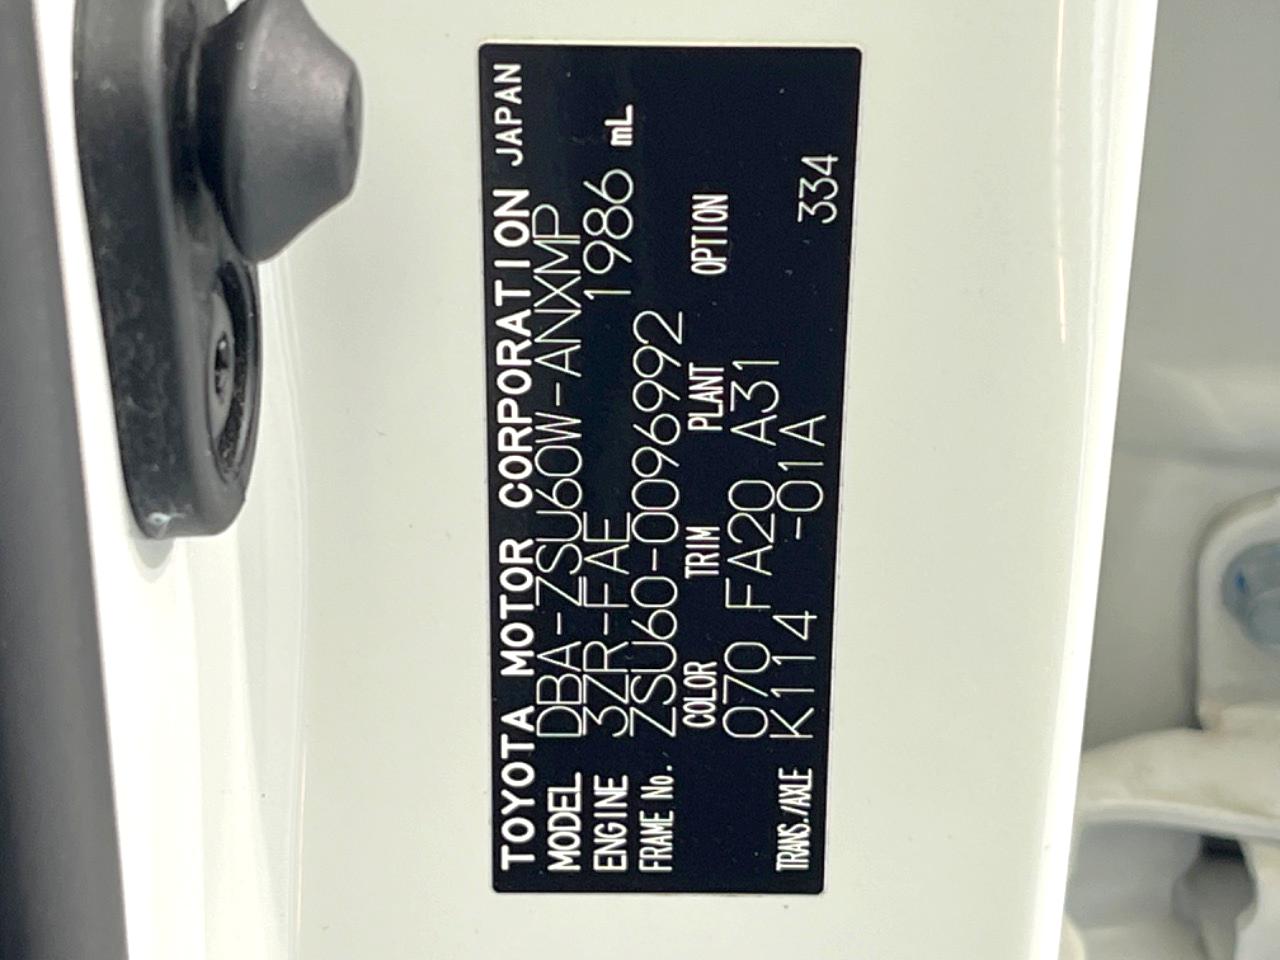 TOYOTA MOTOR CORPORATION JAPAN
MODEL DBA-ZSU60W-ANXMP
ENGINE 3ZR-FAE 1986 mL
FRAME No. ZSU60-0096992
COLOR TRIM PLANT OPTION
070 FA20 A31
TRANS./AXLE K114 -01A 334